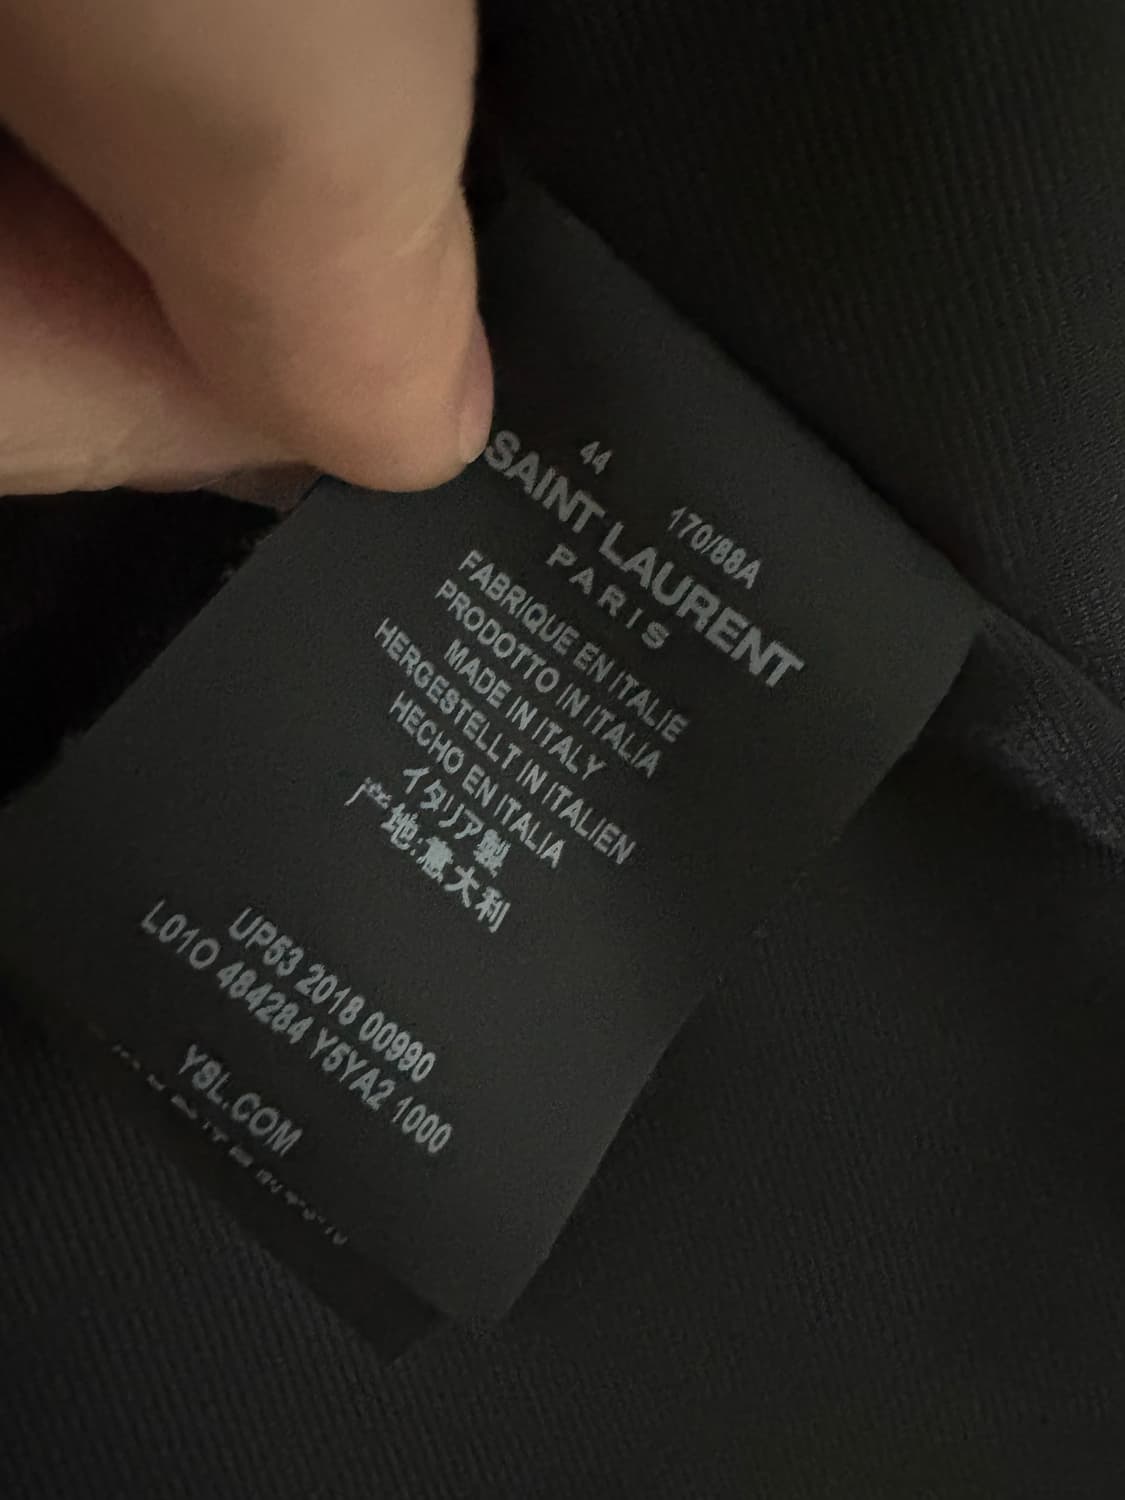 44 170/88A
SAINT LAURENT
PARIS
FABRIQUE EN ITALIE
PRODOTTO IN ITALIA
MADE IN ITALY
HERGESTELLT IN ITALIEN
HECHO EN ITALIA
イタリア製
产地:意大利
UP53 2018 00990
L01O 484284 Y5YA2 1000
YSL.COM